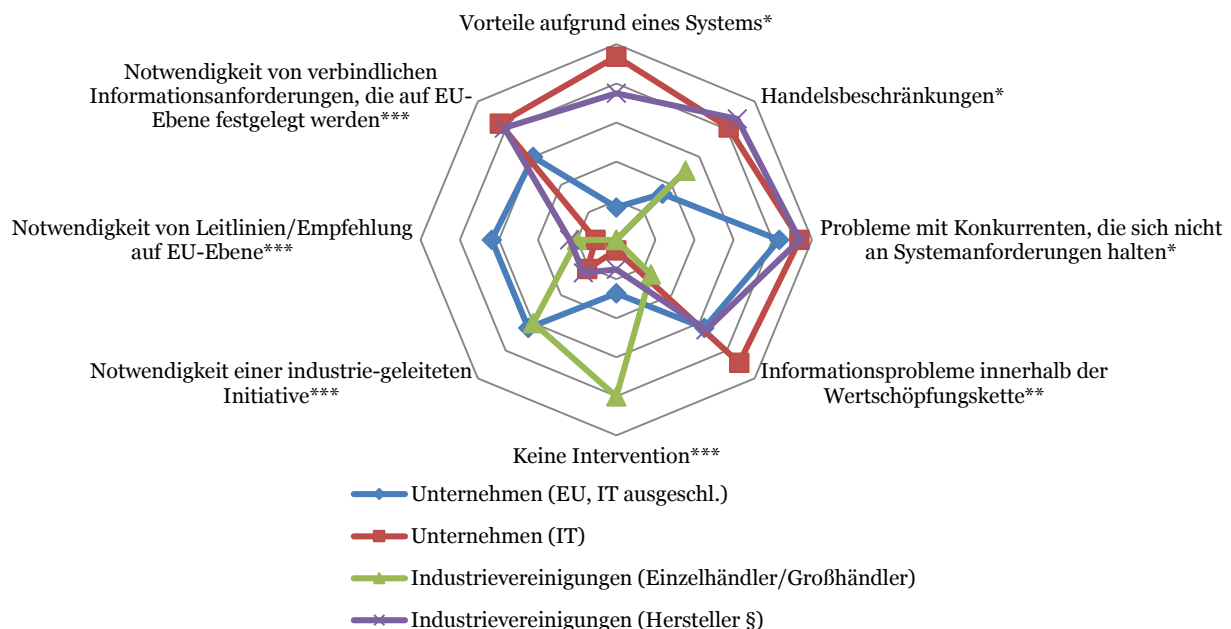 Vorteile aufgrund eines Systems*
Notwendigkeit von verbindlichen
Informationsanforderungen, die auf EU-
Ebene festgelegt werden***
Handelsbeschränkungen*
Notwendigkeit von Leitlinien/Empfehlung
auf EU-Ebene***
Probleme mit Konkurrenten, die sich nicht
an Systemanforderungen halten*
Notwendigkeit einer industrie-geleiteten
Initiative***
Informationsprobleme innerhalb der
Wertschöpfungskette**
Keine Intervention***
Unternehmen (EU, IT ausgeschl.)
Unternehmen (IT)
Industrievereinigungen (Einzelhändler/Großhändler)
Industrievereinigungen (Hersteller §)